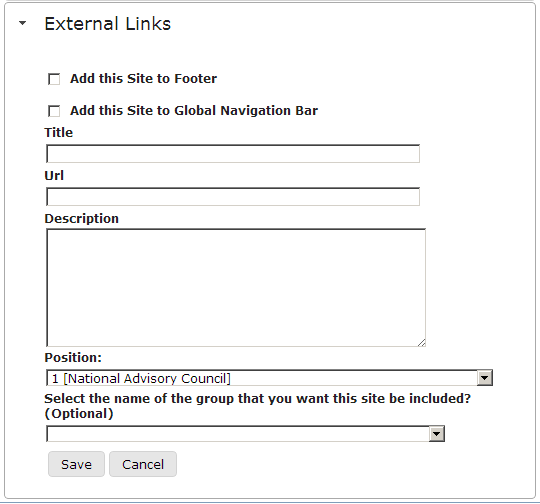 External Links
Add this Site to Footer
Add this Site to Global Navigation Bar
Title
Url
Description
Position:
1 [National Advisory Council]
Select the name of the group that you want this site be included?
(Optional)
Save Cancel